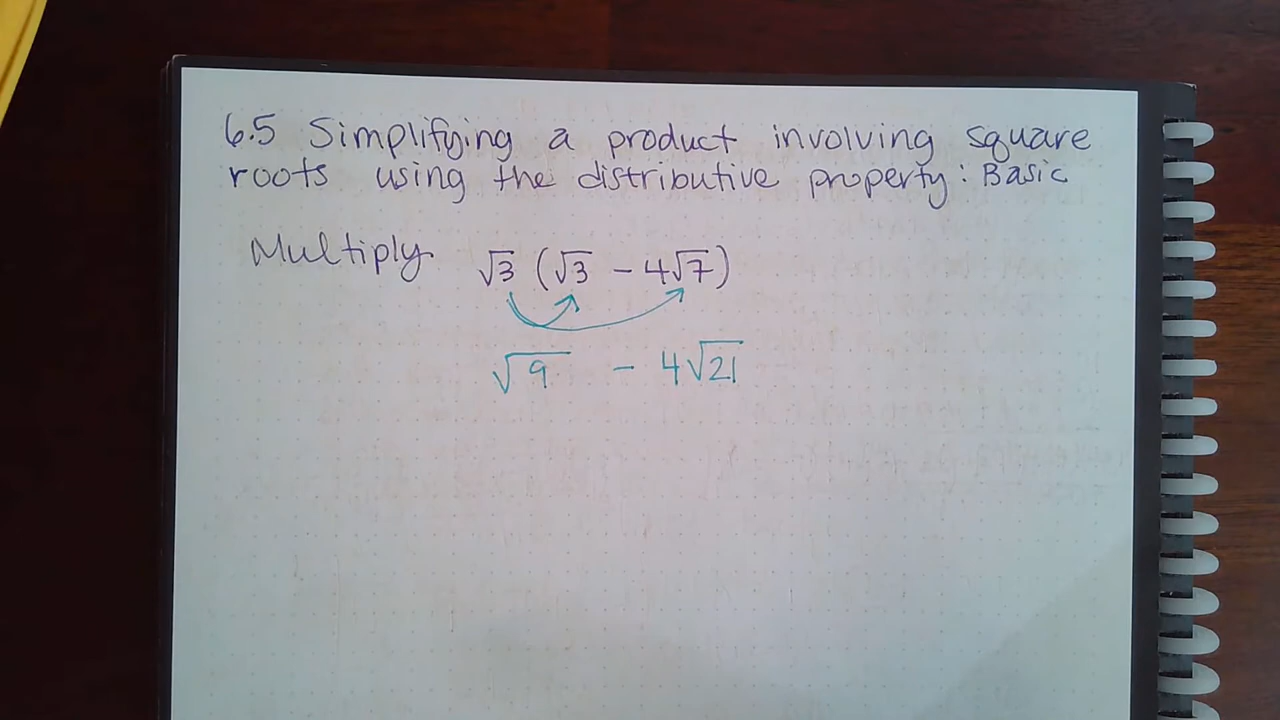 6.5 Simplifying a product involving square
roots using the distributive property: Basic
Multiply √3 (√3 - 4√7)
√9 - 4√21